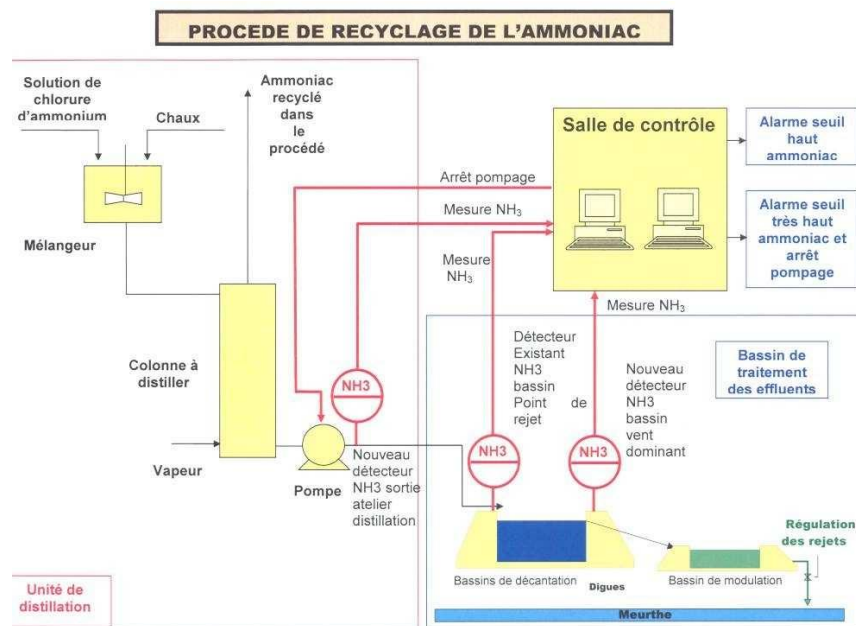 PROCEDE DE RECYCLAGE DE L'AMMONIAC
Solution de
chlorure
d'ammonium
Chaux
Ammoniac
recyclé
dans
le
procédé
Mélangeur
Colonne à
distiller
Vapeur
Pompe
NH3
Nouveau
détecteur
NH3 sortie
atelier
distillation
Unité de
distillation
Salle de contrôle
Arrêt pompage
Mesure NH₃
Mesure
NH₃
Mesure NH₃
Alarme seuil
haut
ammoniac
Alarme seuil
très haut
ammoniac et
arrêt
pompage
Détecteur
Existant
NH3
bassin
Point de
rejet
Nouveau
détecteur
NH3
bassin
vent
dominant
Bassin de
traitement
des effluents
NH3
NH3
Régulation
des rejets
Bassins de décantation
Digues
Bassin de modulation
Meurthe